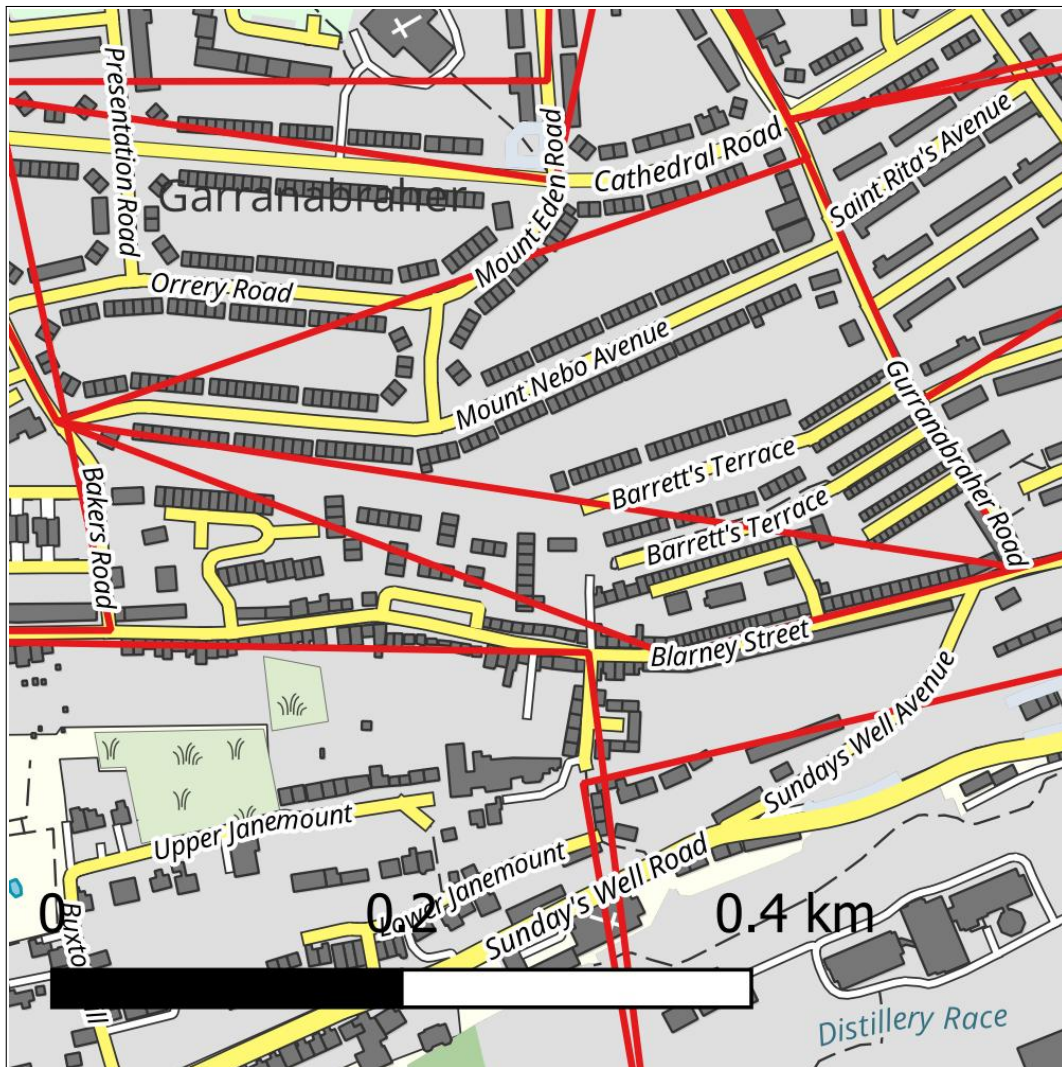 Presentation Road
Garranabraher
Mount Eden Road
Cathedral Road
Saint Rita's Avenue
Orrery Road
Mount Nebo Avenue
Gurranabraher Road
Barrett's Terrace
Barrett's Terrace
Bakers Road
Blarney Street
Sundays Well Avenue
Upper Janemount
Lower Janemount
Sunday's Well Road
0 0.2 0.4 km
Distillery Race